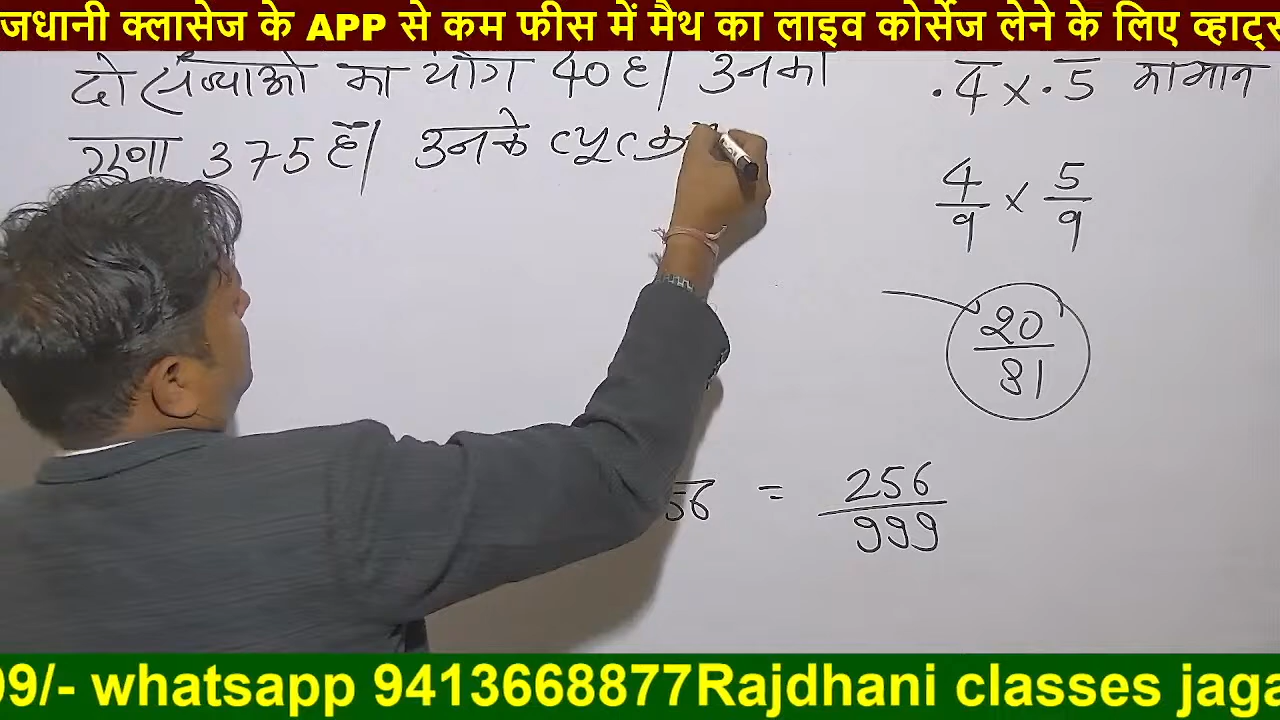 जधानी क्लासेज के APP से कम फीस में मैथ का लाइव कोर्सेज लेने के लिए व्हाट्स
दो संख्याओ का योग 40 है। उनका
गुणा 375 है। उनके व्युत्क्र
.4̅ × .5̅ का मान
4/9 × 5/9
20/81
56 = 256/999
99/- whatsapp 9413668877Rajdhani classes jaga